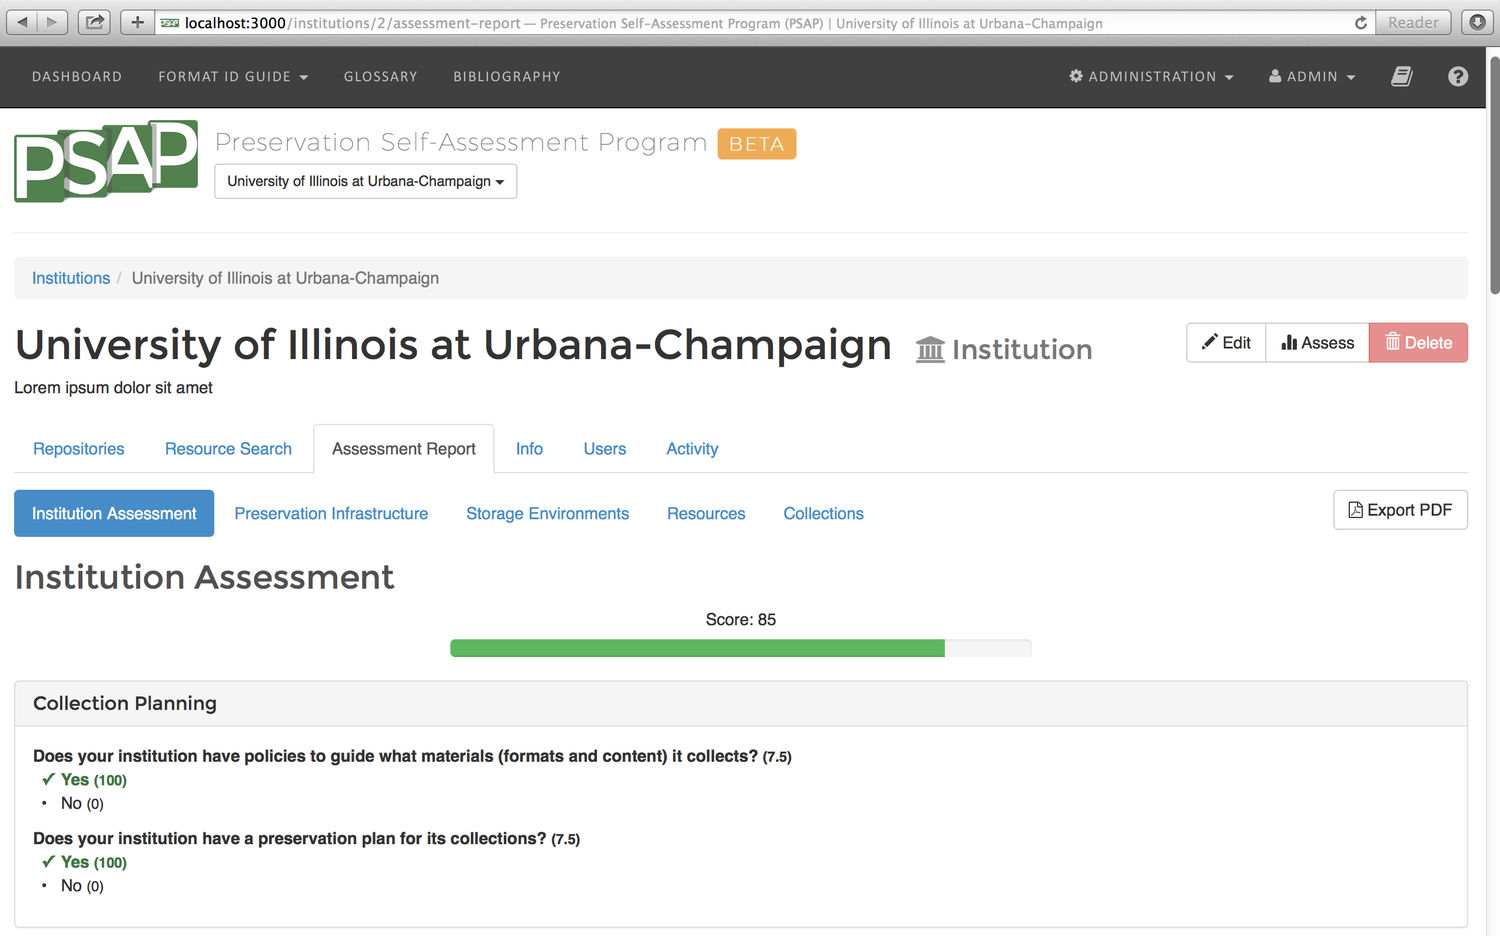 PSAP localhost:3000/institutions/2/assessment-report — Preservation Self-Assessment Program (PSAP) | University of Illinois at Urbana-Champaign Reader
DASHBOARD FORMAT ID GUIDE GLOSSARY BIBLIOGRAPHY ADMINISTRATION ADMIN ?
PSAP Preservation Self-Assessment Program BETA
University of Illinois at Urbana-Champaign
Institutions / University of Illinois at Urbana-Champaign
University of Illinois at Urbana-Champaign Institution Edit Assess Delete
Lorem ipsum dolor sit amet
Repositories Resource Search Assessment Report Info Users Activity
Institution Assessment Preservation Infrastructure Storage Environments Resources Collections Export PDF
Institution Assessment
Score: 85
Collection Planning
Does your institution have policies to guide what materials (formats and content) it collects? (7.5)
✓ Yes (100)
• No (0)
Does your institution have a preservation plan for its collections? (7.5)
✓ Yes (100)
• No (0)